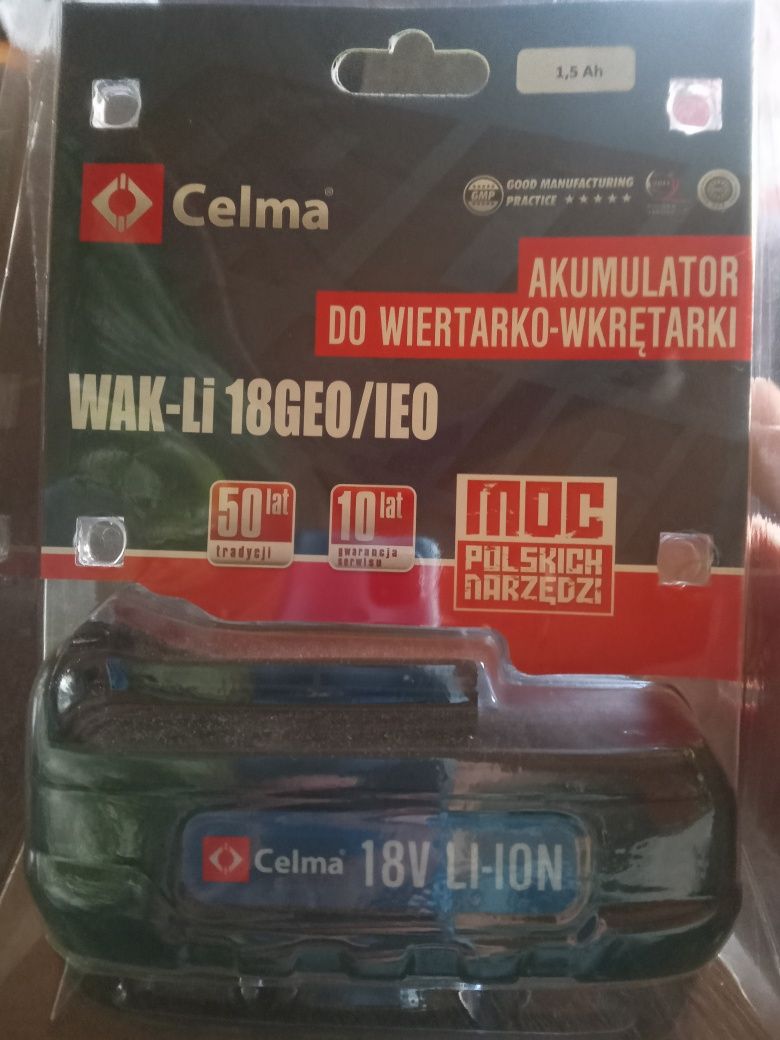 1,5 Ah
Celma
GMP
GOOD MANUFACTURING
PRACTICE
AKUMULATOR
DO WIERTARKO-WKRĘTARKI
WAK-Li 18GEO/IEO
50 lat
tradycji
10 lat
gwarancja
serwisu
MOC
POLSKICH
NARZĘDZI
Celma 18V LI-ION